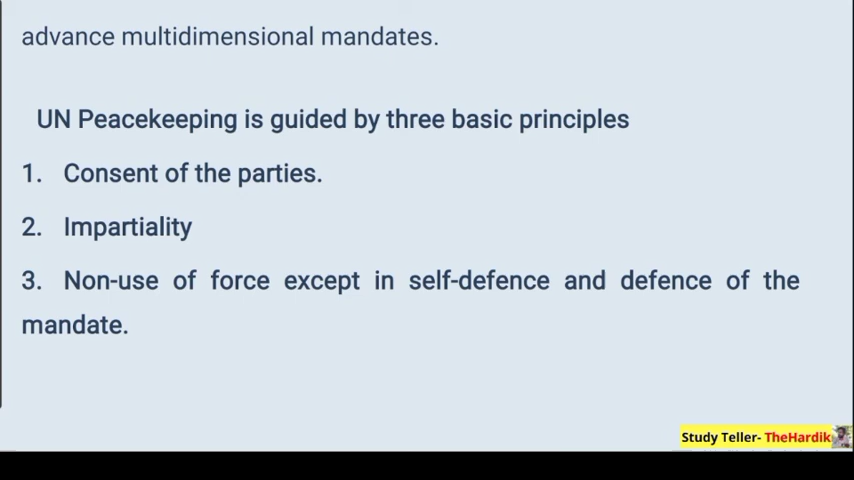 advance multidimensional mandates.
UN Peacekeeping is guided by three basic principles
1. Consent of the parties.
2. Impartiality
3. Non-use of force except in self-defence and defence of the
mandate.
Study Teller- TheHardik